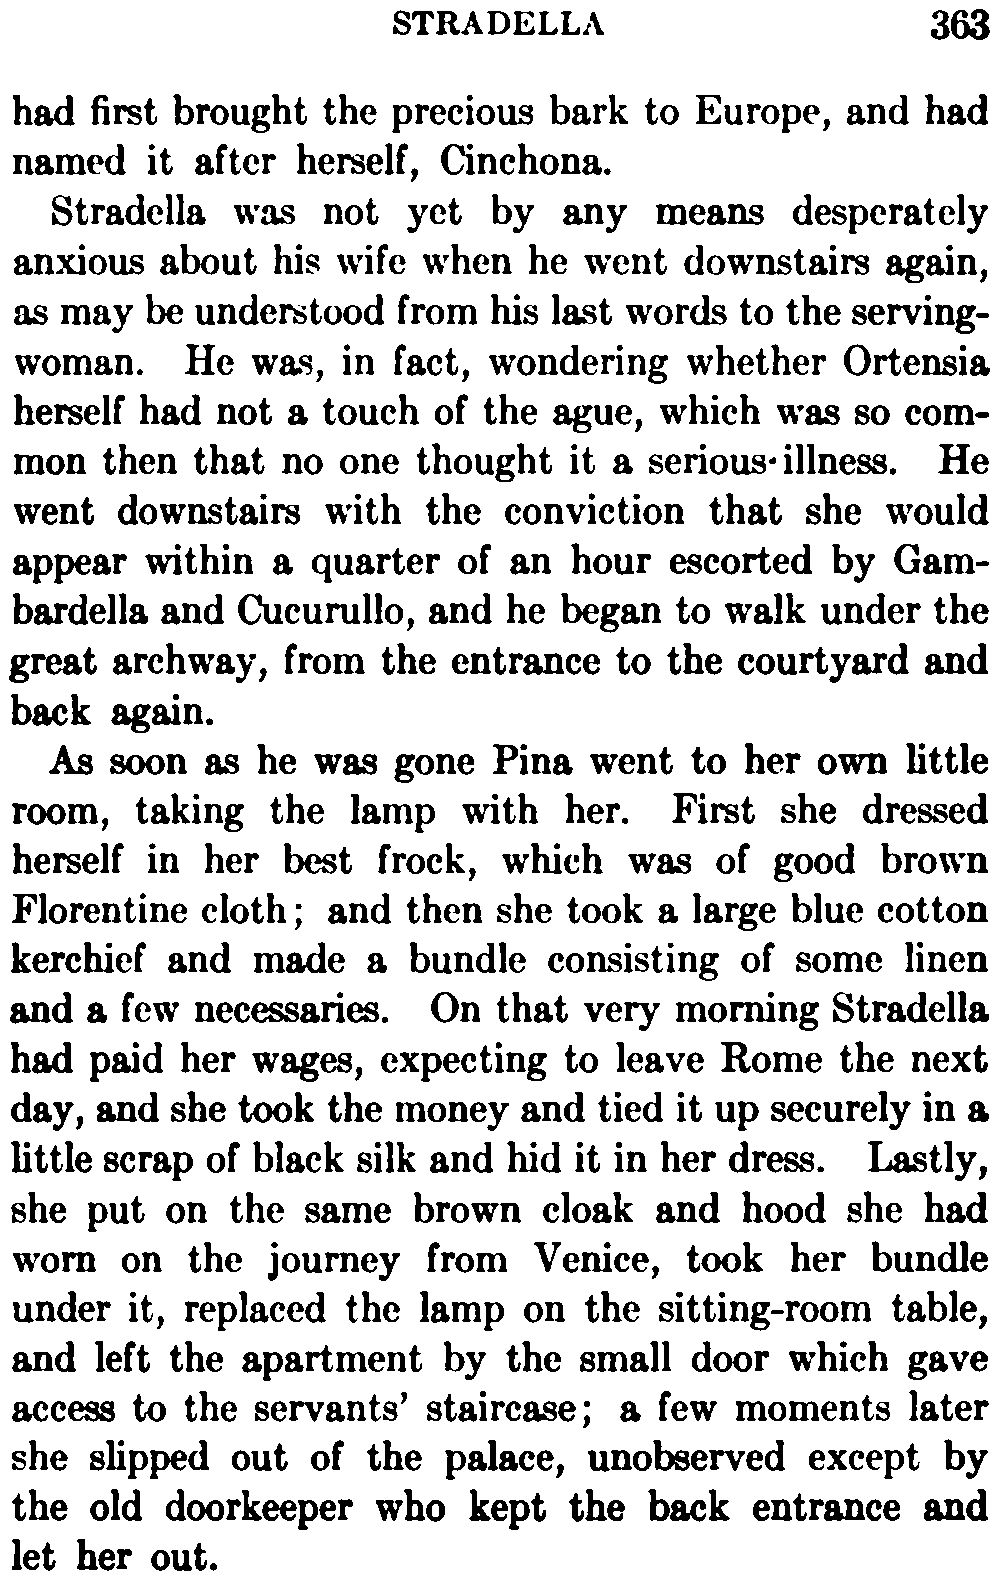 STRADELLA 363
had first brought the precious bark to Europe, and had
named it after herself, Cinchona.
Stradella was not yet by any means desperately
anxious about his wife when he went downstairs again,
as may be understood from his last words to the serving-
woman. He was, in fact, wondering whether Ortensia
herself had not a touch of the ague, which was so com-
mon then that no one thought it a serious illness. He
went downstairs with the conviction that she would
appear within a quarter of an hour escorted by Gam-
bardella and Cucurullo, and he began to walk under the
great archway, from the entrance to the courtyard and
back again.
As soon as he was gone Pina went to her own little
room, taking the lamp with her. First she dressed
herself in her best frock, which was of good brown
Florentine cloth; and then she took a large blue cotton
kerchief and made a bundle consisting of some linen
and a few necessaries. On that very morning Stradella
had paid her wages, expecting to leave Rome the next
day, and she took the money and tied it up securely in a
little scrap of black silk and hid it in her dress. Lastly,
she put on the same brown cloak and hood she had
worn on the journey from Venice, took her bundle
under it, replaced the lamp on the sitting-room table,
and left the apartment by the small door which gave
access to the servants' staircase; a few moments later
she slipped out of the palace, unobserved except by
the old doorkeeper who kept the back entrance and
let her out.